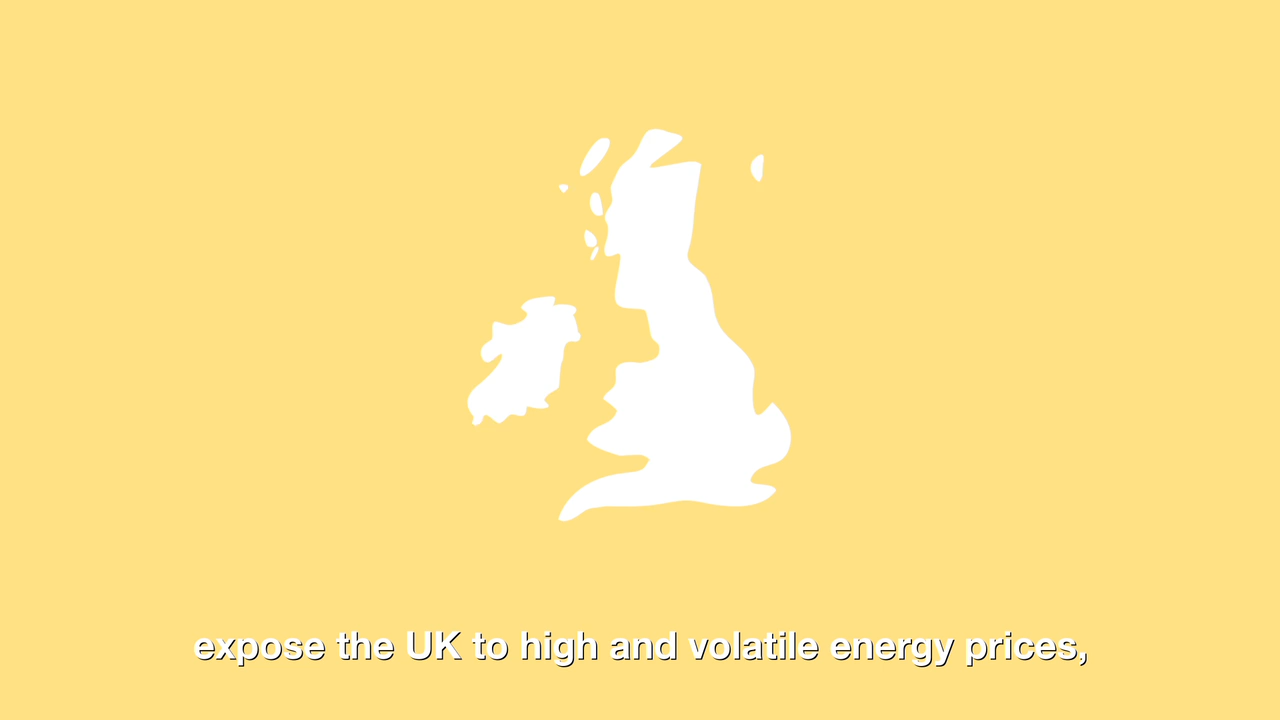 expose the UK to high and volatile energy prices,